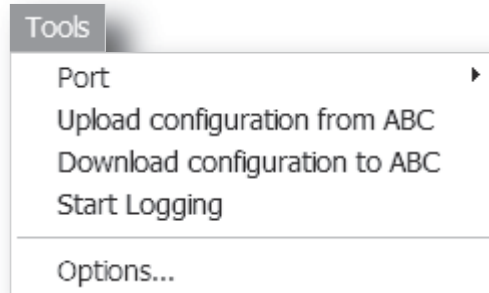 Tools
Port
Upload configuration from ABC
Download configuration to ABC
Start Logging
Options...